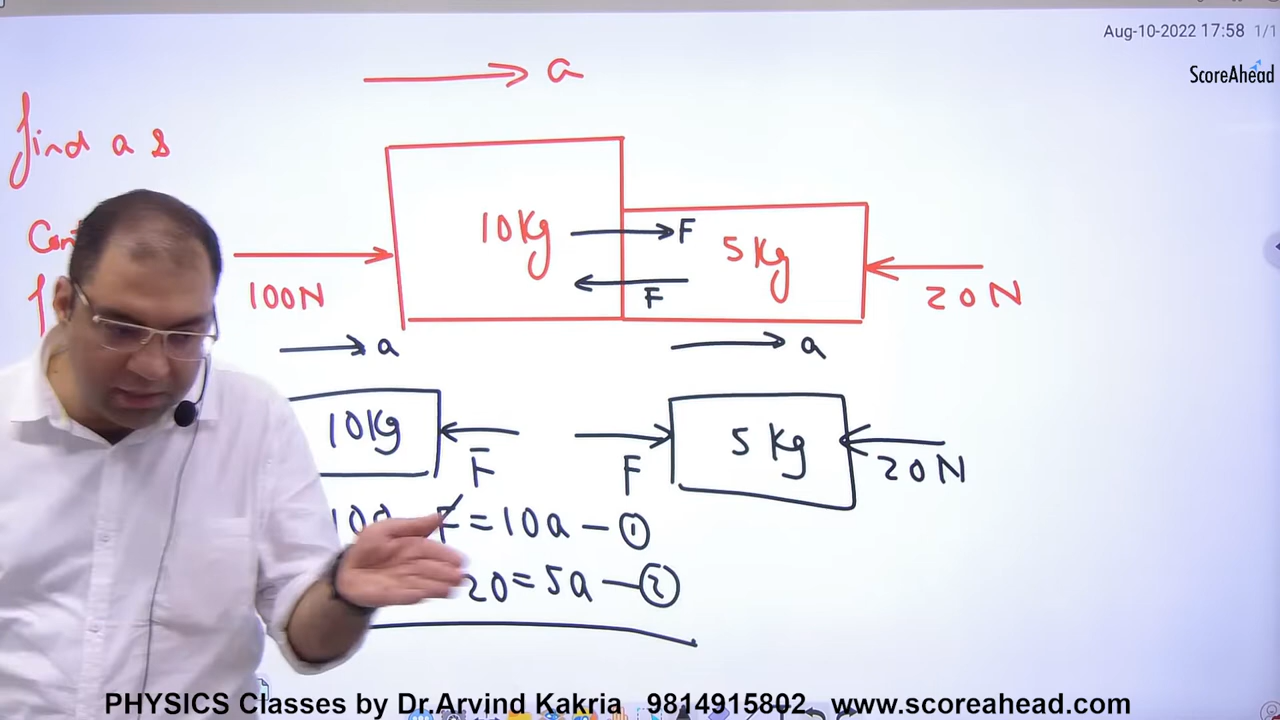 Aug-10-2022 17:58 1/1
ScoreAhead
a
find a &
10Kg
F
5Kg
100N
F
20N
a
a
10Kg
F
F
5Kg
20N
= 10a - ①
20 = 5a - ②
PHYSICS Classes by Dr.Arvind Kakria 9814915802 www.scoreahead.com